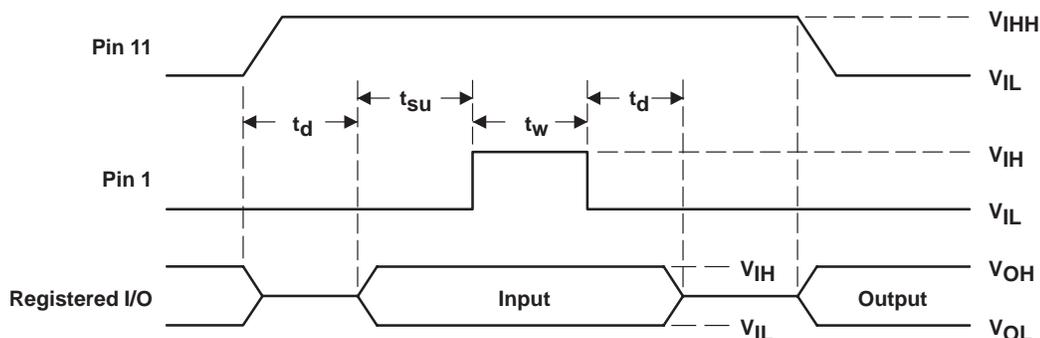 Pin 11
VIHH
VIL
tsu
td
td
tw
Pin 1
VIH
VIL
Registered I/O
Input
VIH
VIL
Output
VOH
VOL